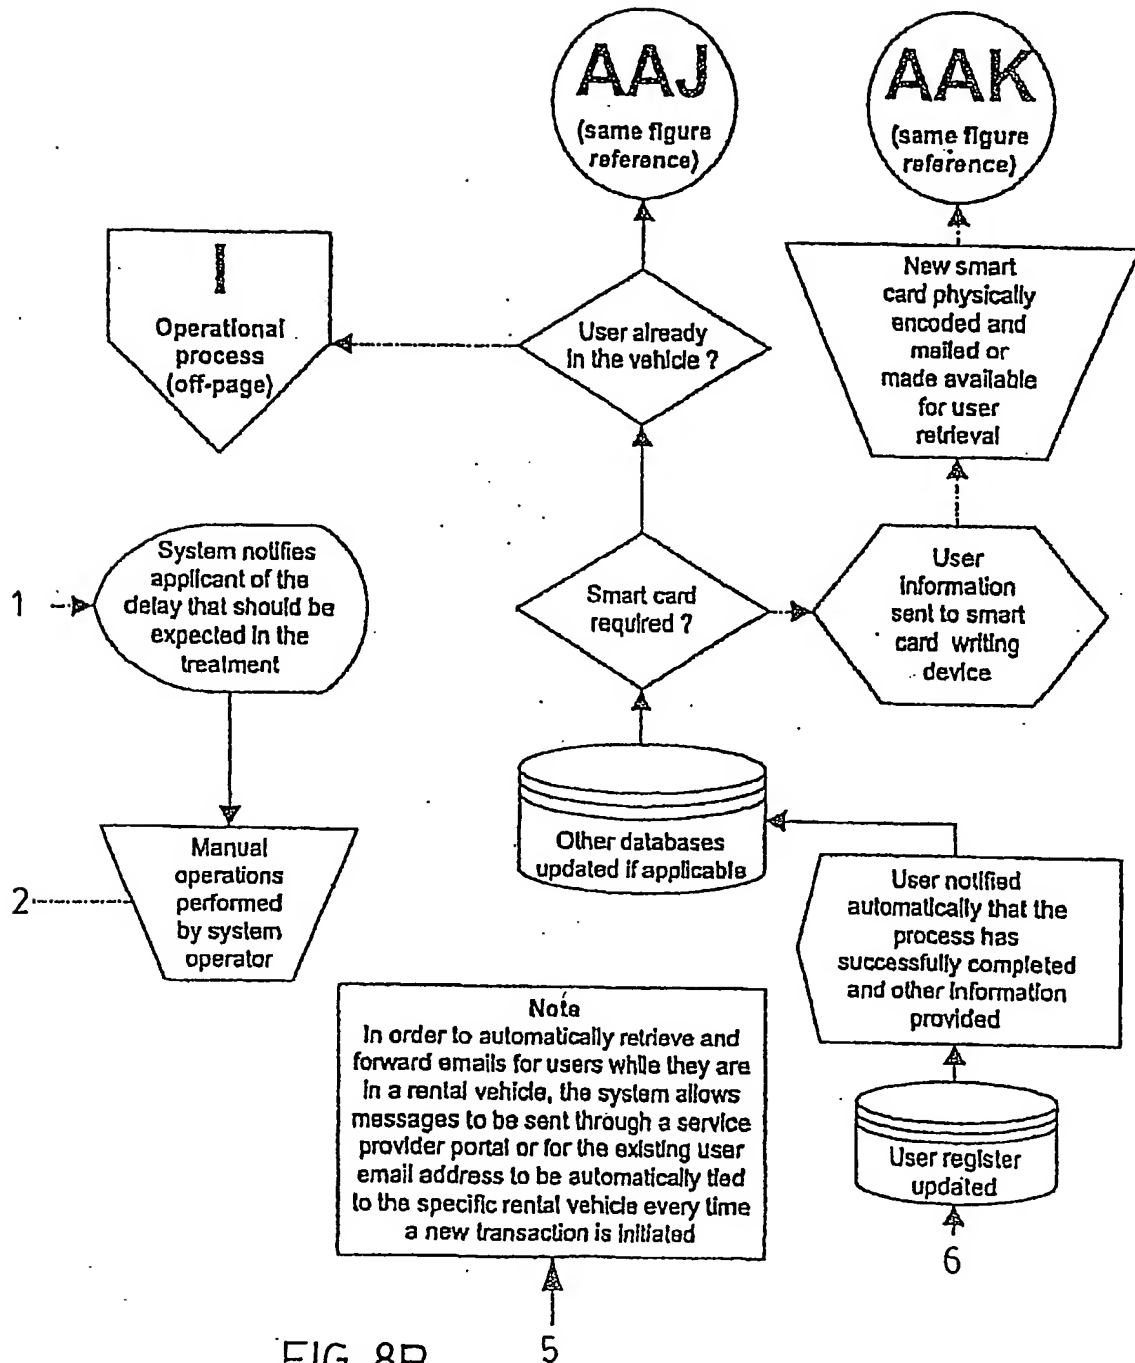 AAJ
(same figure
reference)
AAK
(same figure
reference)
I
Operational
process
(off-page)
User already
in the vehicle ?
New smart
card physically
encoded and
mailed or
made available
for user
retrieval
1
System notifies
applicant of the
delay that should be
expected in the
treatment
Smart card
required ?
User
information
sent to smart
card writing
device
2
Manual
operations
performed
by system
operator
Other databases
updated if applicable
User notified
automatically that the
process has
successfully completed
and other information
provided
Note
In order to automatically retrieve and
forward emails for users while they are
in a rental vehicle, the system allows
messages to be sent through a service
provider portal or for the existing user
email address to be automatically tied
to the specific rental vehicle every time
a new transaction is initiated
User register
updated
6
5
FIG. 8B